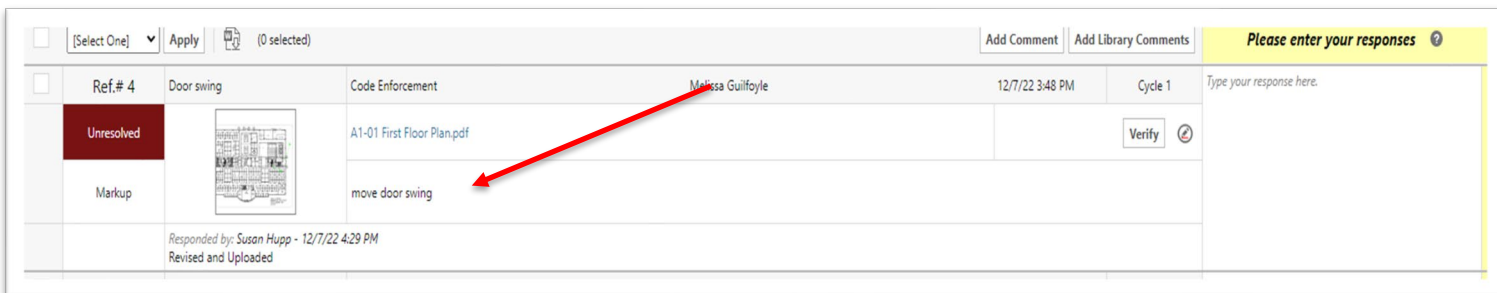 [Select One] Apply (0 selected) Add Comment Add Library Comments Please enter your responses ?
Ref.# 4 Door swing Code Enforcement Melissa Guilfoyle 12/7/22 3:48 PM Cycle 1 Type your response here.
Unresolved A1-01 First Floor Plan.pdf Verify
Markup move door swing
Responded by: Susan Hupp - 12/7/22 4:29 PM
Revised and Uploaded